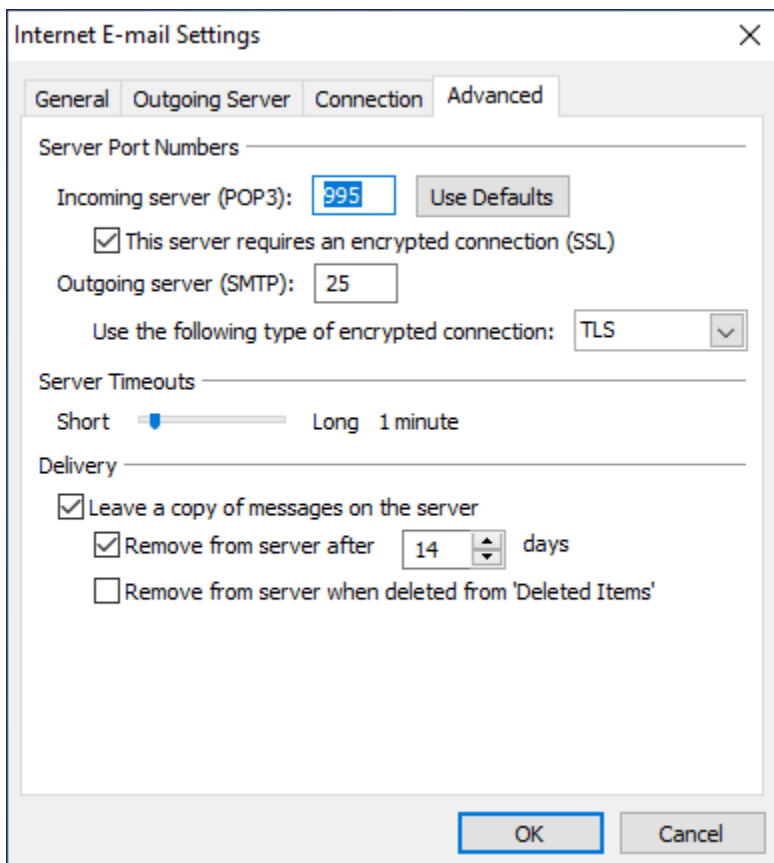 Internet E-mail Settings
General Outgoing Server Connection Advanced
Server Port Numbers
Incoming server (POP3): 995 Use Defaults
This server requires an encrypted connection (SSL)
Outgoing server (SMTP): 25
Use the following type of encrypted connection: TLS
Server Timeouts
Short Long 1 minute
Delivery
Leave a copy of messages on the server
Remove from server after 14 days
Remove from server when deleted from 'Deleted Items'
OK Cancel